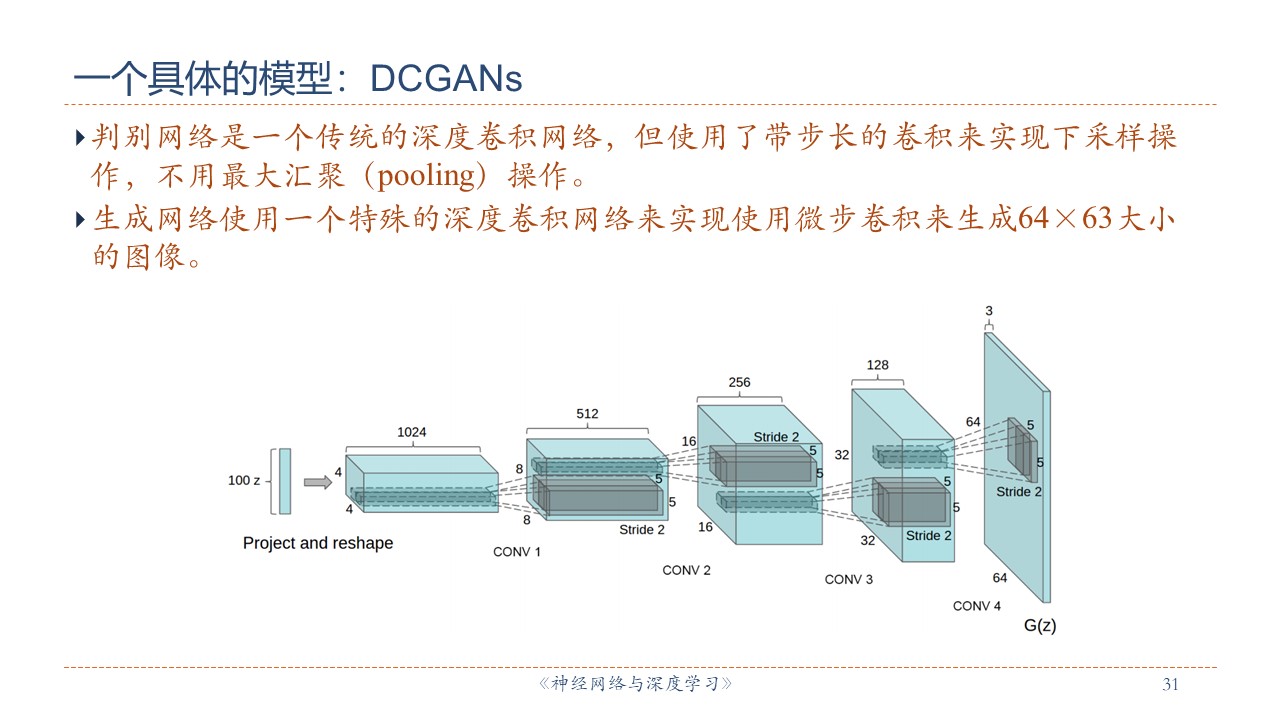 一个具体的模型：DCGANs
判别网络是一个传统的深度卷积网络，但使用了带步长的卷积来实现下采样操
作，不用最大汇聚（pooling）操作。
生成网络使用一个特殊的深度卷积网络来实现使用微步卷积来生成64×63大小
的图像。
3
128
256
512
1024
100 z
4
4
Project and reshape
8
8
5
5
Stride 2
CONV 1
16
16
Stride 2
5
5
CONV 2
32
32
5
5
Stride 2
CONV 3
64
5
5
Stride 2
64
CONV 4
G(z)
《神经网络与深度学习》
31